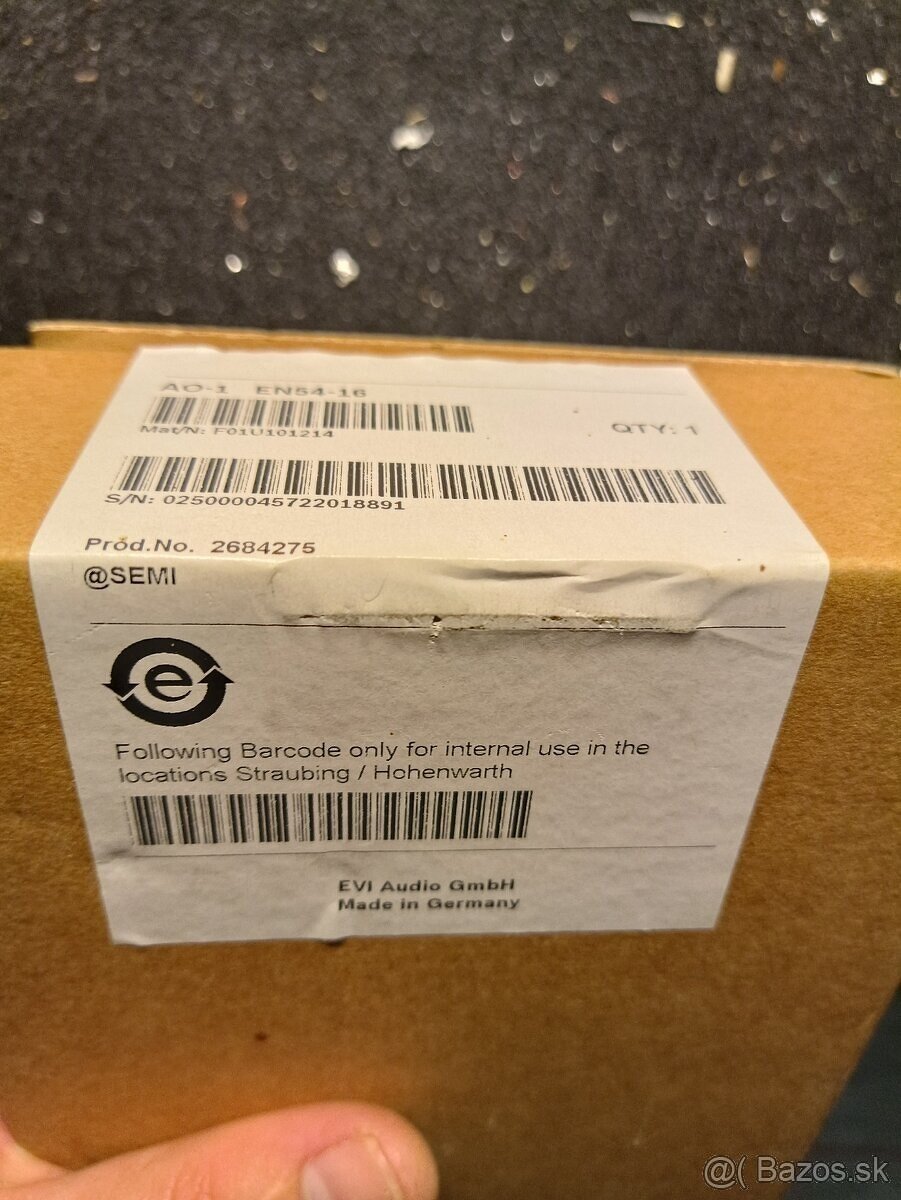 AO-1 EN54-16
Mat/N: F01U101214
QTY: 1
S/N: 025000045722018891
Prod.No. 2684275
@SEMI
e
Following Barcode only for internal use in the
locations Straubing / Hohenwarth
EVI Audio GmbH
Made in Germany
@( Bazos.sk